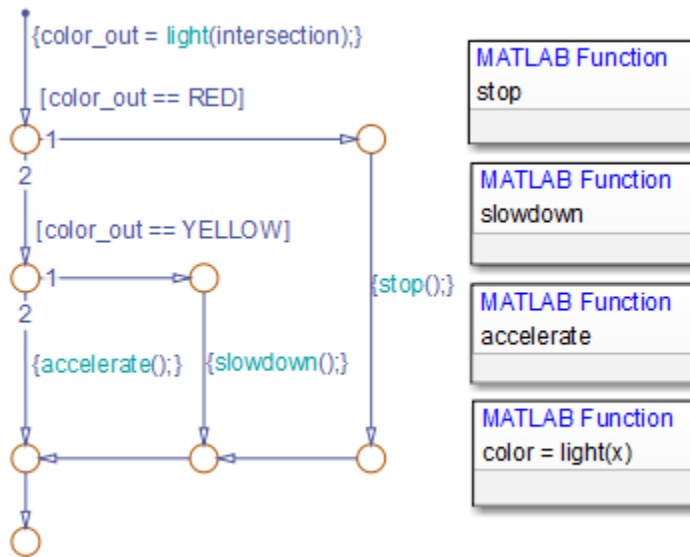 {color_out = light(intersection);}
[color_out == RED]
1
2
[color_out == YELLOW]
1
2
{stop();}
{accelerate();}
{slowdown();}
MATLAB Function
stop
MATLAB Function
slowdown
MATLAB Function
accelerate
MATLAB Function
color = light(x)